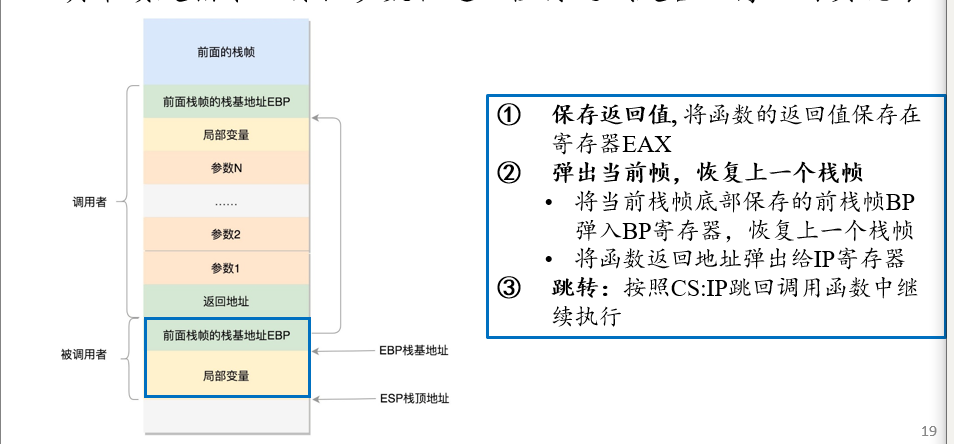 前面的栈帧
前面栈帧的栈基地址EBP
局部变量
参数N
……
调用者
参数2
参数1
返回地址
前面栈帧的栈基地址EBP
被调用者
EBP栈基地址
局部变量
ESP栈顶地址
① 保存返回值, 将函数的返回值保存在
寄存器EAX
② 弹出当前帧，恢复上一个栈帧
• 将当前栈帧底部保存的前栈帧BP
弹入BP寄存器，恢复上一个栈帧
• 将函数返回地址弹出给IP寄存器
③ 跳转：按照CS:IP跳回调用函数中继
续执行
19